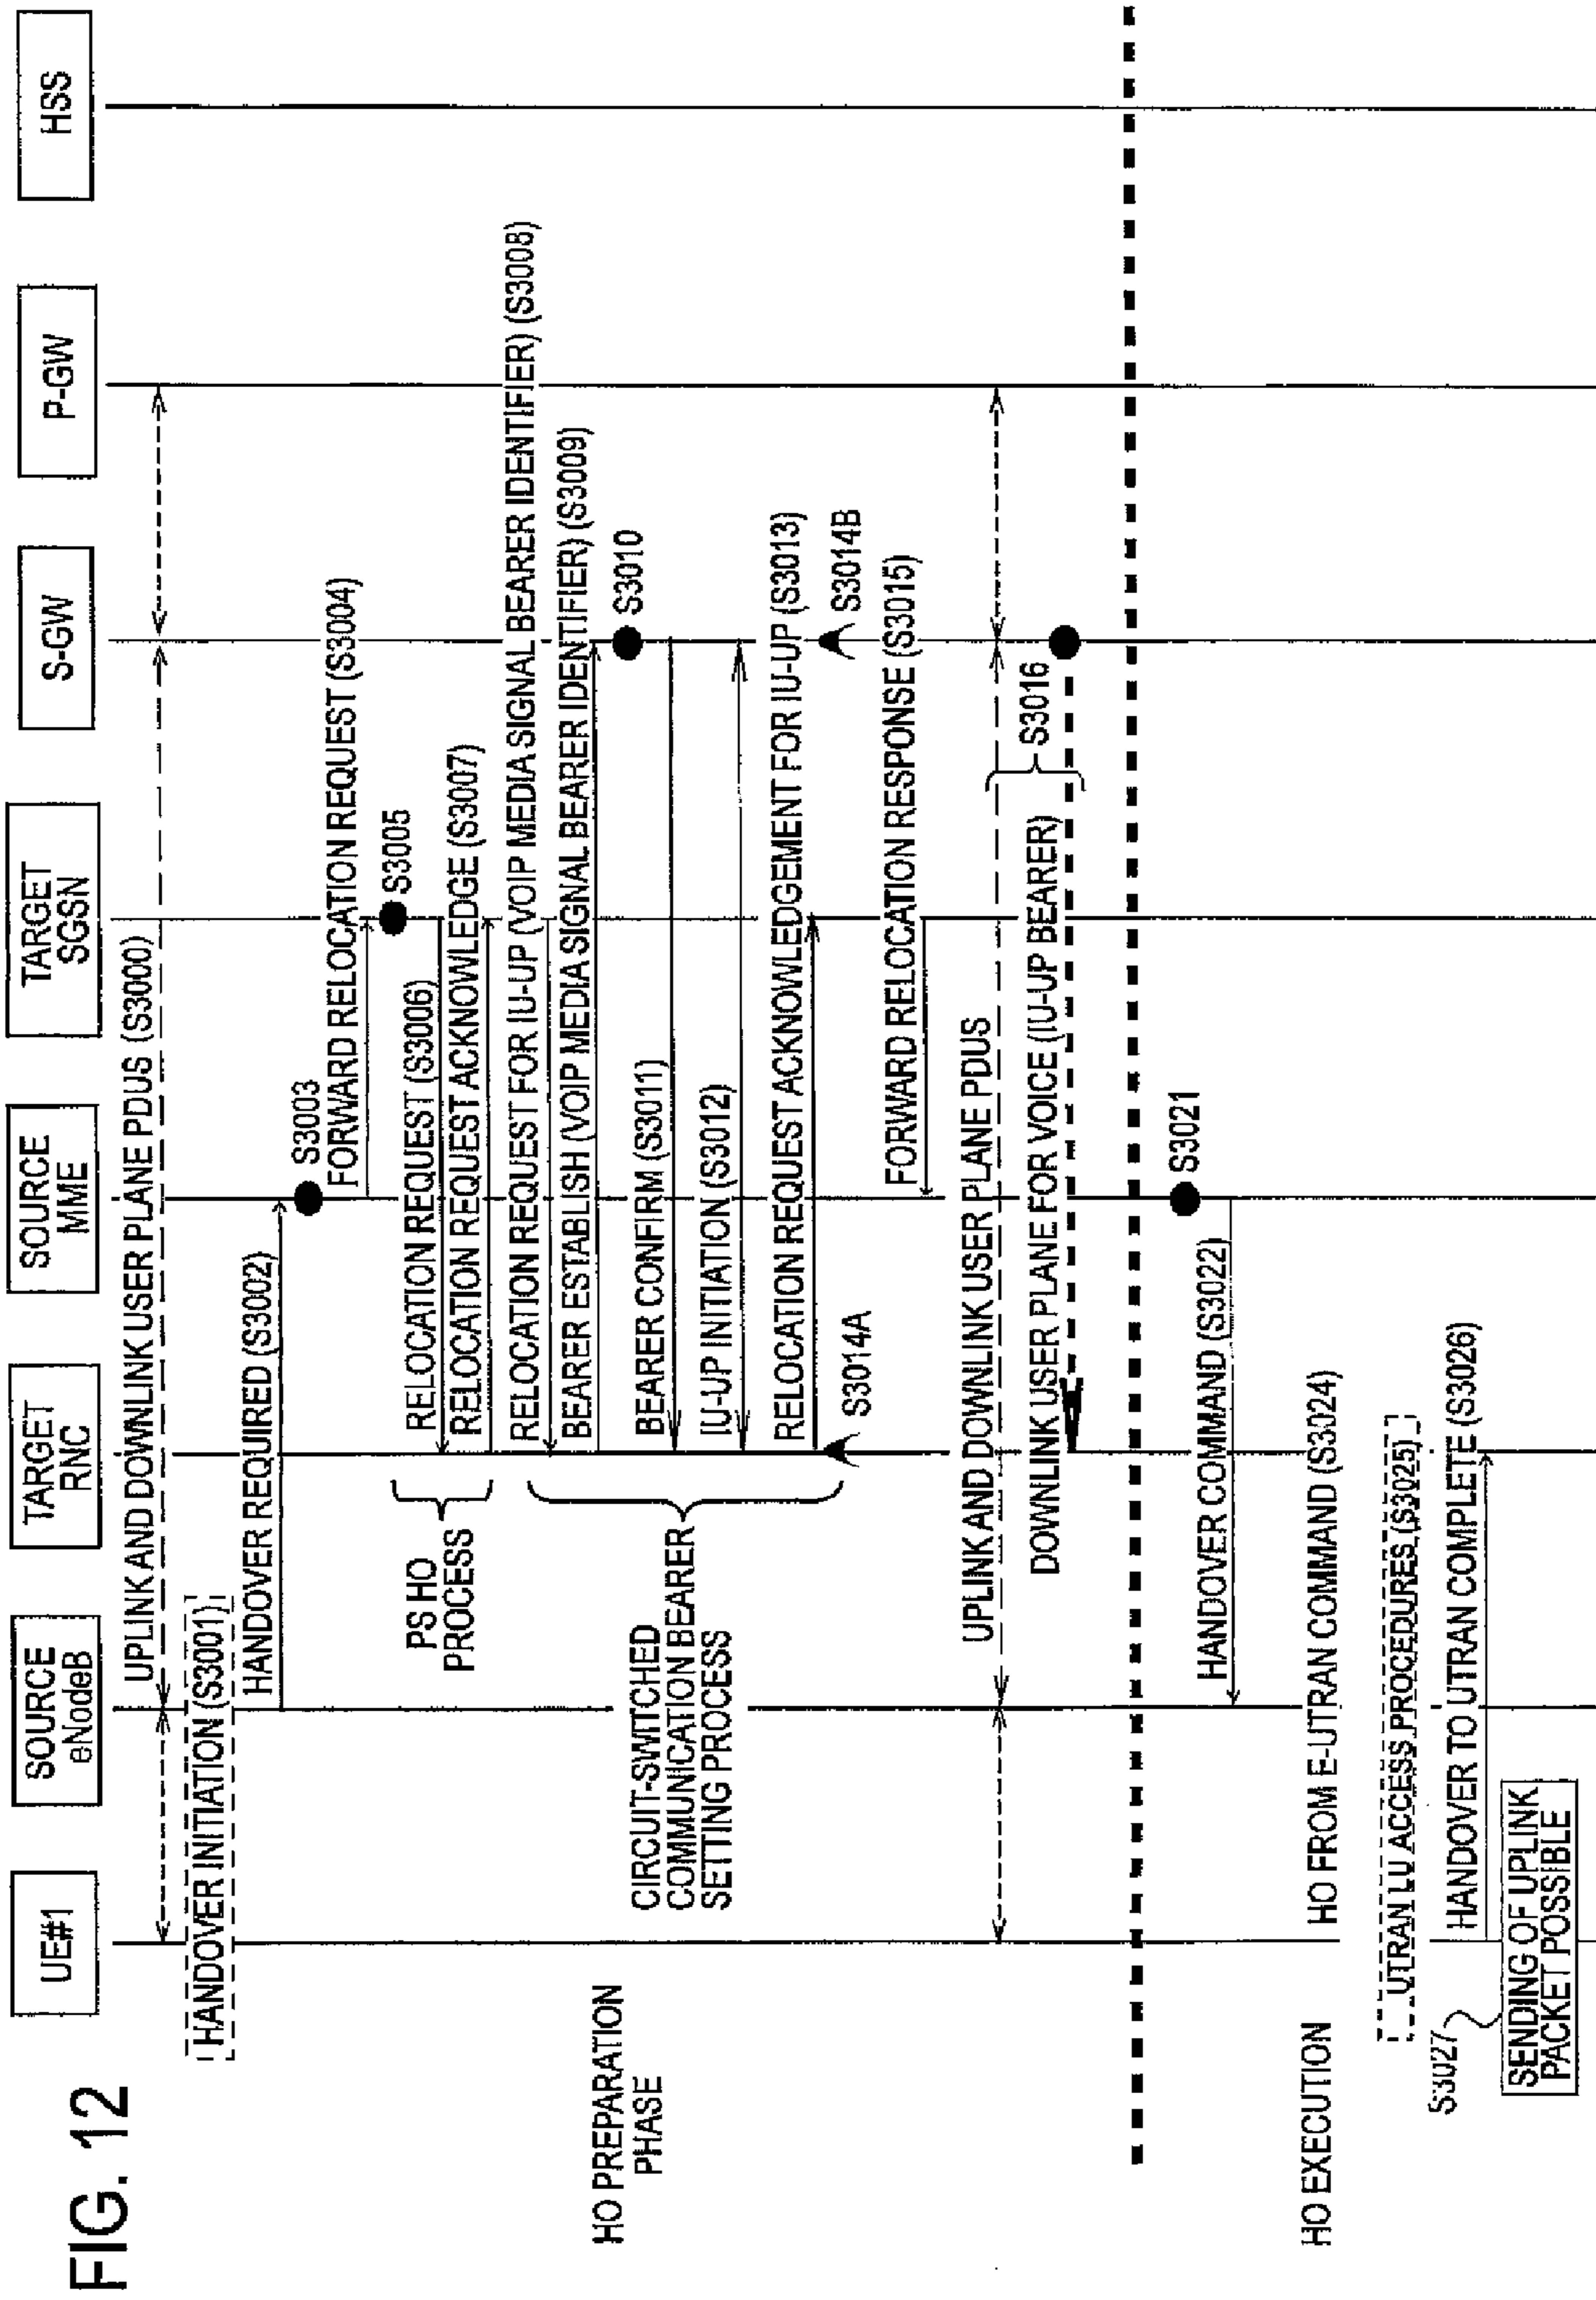 FIG. 12
UE#1
SOURCE
eNodeB
TARGET
RNC
SOURCE
MME
TARGET
SGSN
S-GW
P-GW
HSS
UPLINK AND DOWNLINK USER PLANE PDUS (S3000)
HANDOVER INITIATION (S3001)
HANDOVER REQUIRED (S3002)
S3003
FORWARD RELOCATION REQUEST (S3004)
S3005
RELOCATION REQUEST (S3006)
RELOCATION REQUEST ACKNOWLEDGE (S3007)
PS HO
PROCESS
RELOCATION REQUEST FOR IU-UP (VOIP MEDIA SIGNAL BEARER IDENTIFIER) (S3008)
BEARER ESTABLISH (VOIP MEDIA SIGNAL BEARER IDENTIFIER) (S3009)
S3010
HO PREPARATION
PHASE
CIRCUIT-SWITCHED
COMMUNICATION BEARER
SETTING PROCESS
BEARER CONFIRM (S3011)
IU-UP INITIATION (S3012)
RELOCATION REQUEST ACKNOWLEDGEMENT FOR IU-UP (S3013)
S3014A
S3014B
FORWARD RELOCATION RESPONSE (S3015)
UPLINK AND DOWNLINK USER PLANE PDUS
S3016
DOWNLINK USER PLANE FOR VOICE (IU-UP BEARER)
S3021
HANDOVER COMMAND (S3022)
HO EXECUTION
HO FROM E-UTRAN COMMAND (S3024)
UTRAN LU ACCESS PROCEDURES (S3025)
HANDOVER TO UTRAN COMPLETE (S3026)
S3027
SENDING OF UPLINK
PACKET POSSIBLE